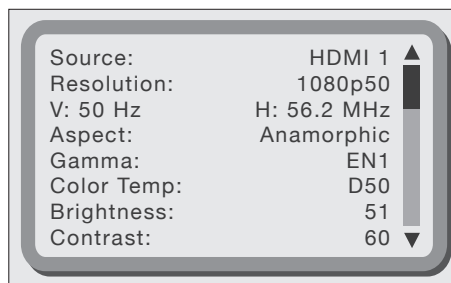 Source: HDMI 1
Resolution: 1080p50
V: 50 Hz H: 56.2 MHz
Aspect: Anamorphic
Gamma: EN1
Color Temp: D50
Brightness: 51
Contrast: 60